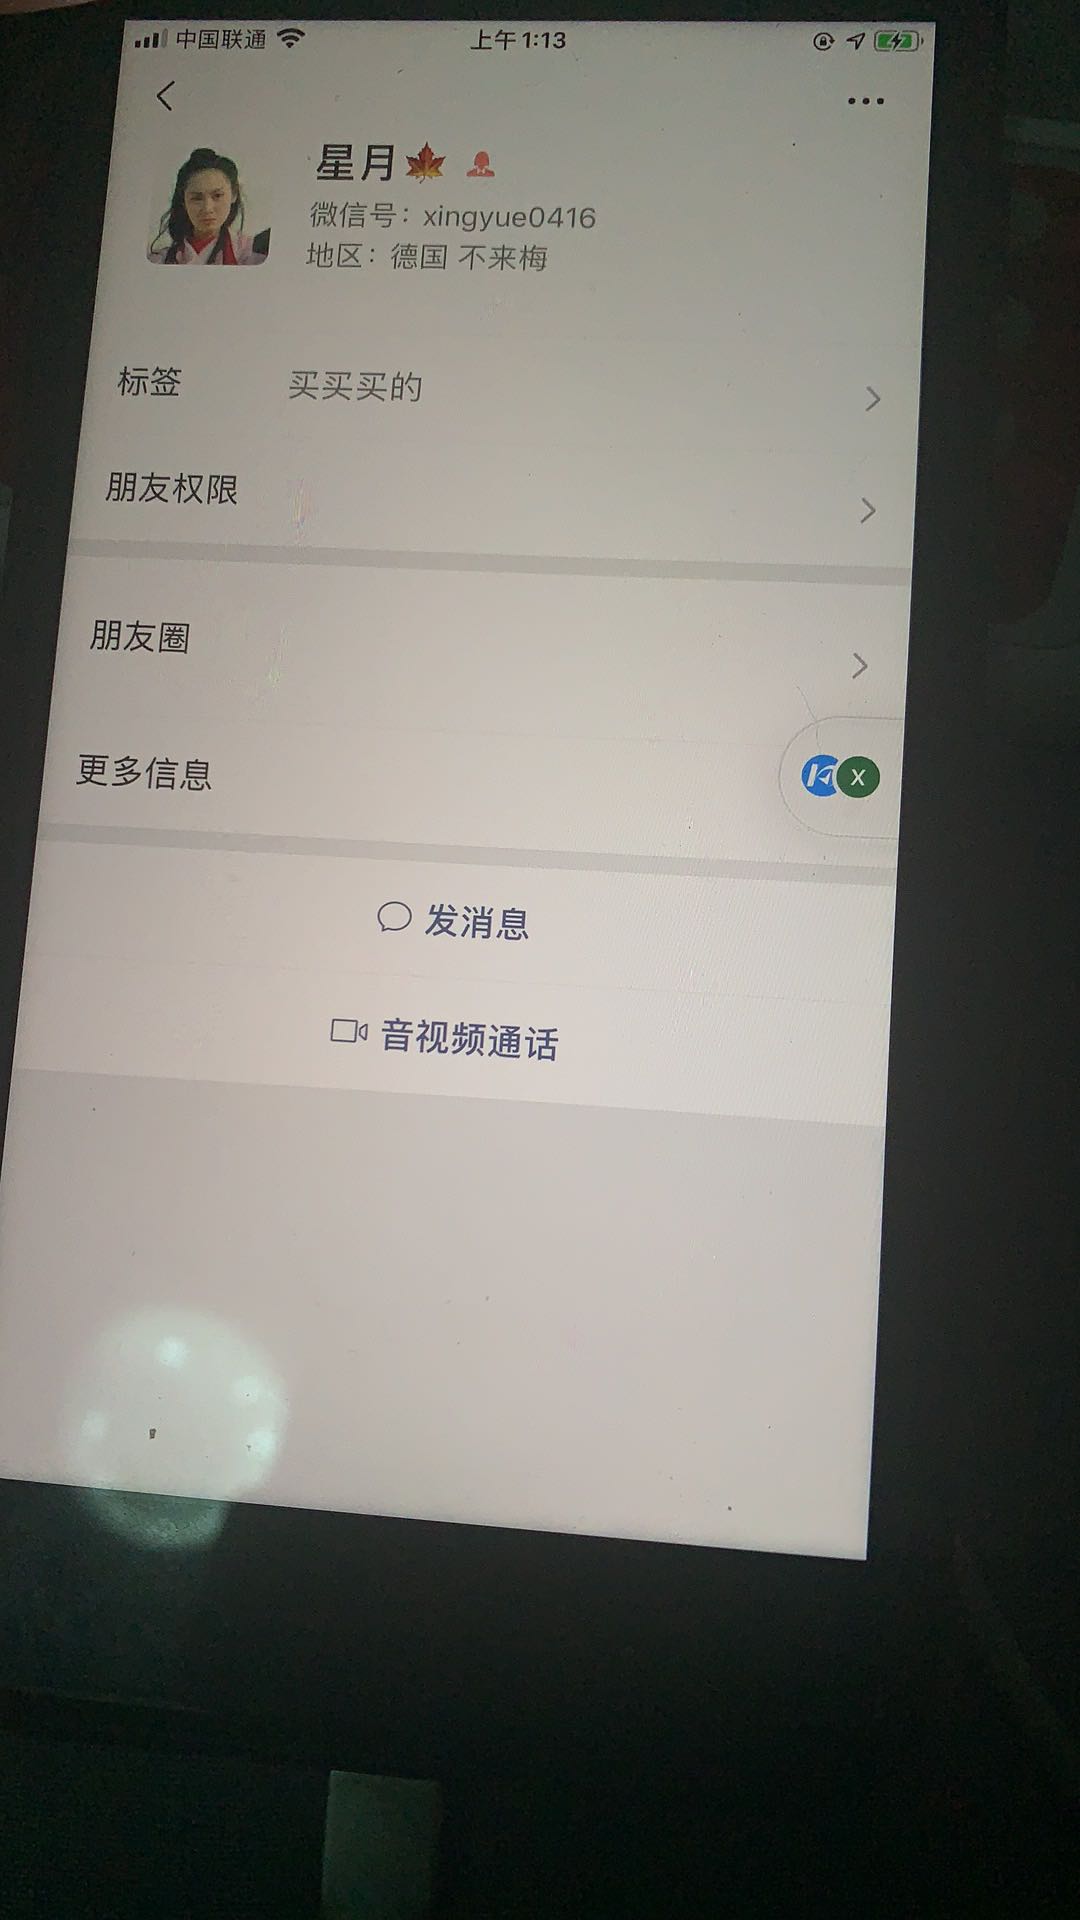 中国联通 上午1:13
星月
微信号：xingyue0416
地区：德国 不来梅
标签 买买买的
朋友权限
朋友圈
更多信息
X
发消息
音视频通话